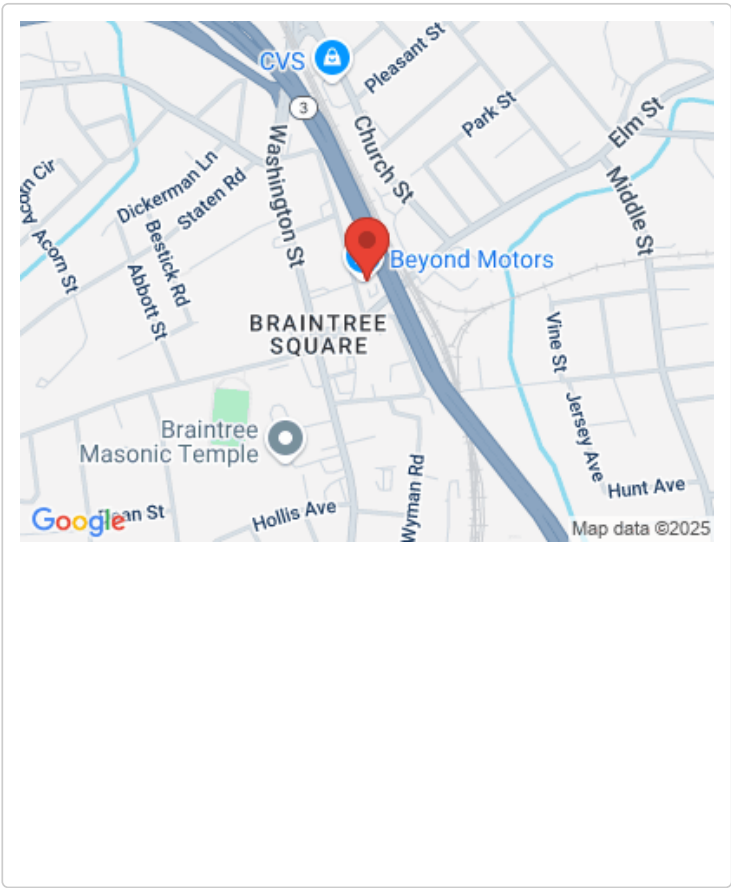 CVS
Pleasant St
3
Park St
Elm St
Church St
Washington St
Dickerman Ln
Staten Rd
Middle St
Acorn Cir
Acorn St
Bestick Rd
Abbott St
Beyond Motors
BRAINTREE
SQUARE
Vine St
Jersey Ave
Braintree
Masonic Temple
Wyman Rd
Hunt Ave
Hollis Ave
Google
St
Map data ©2025